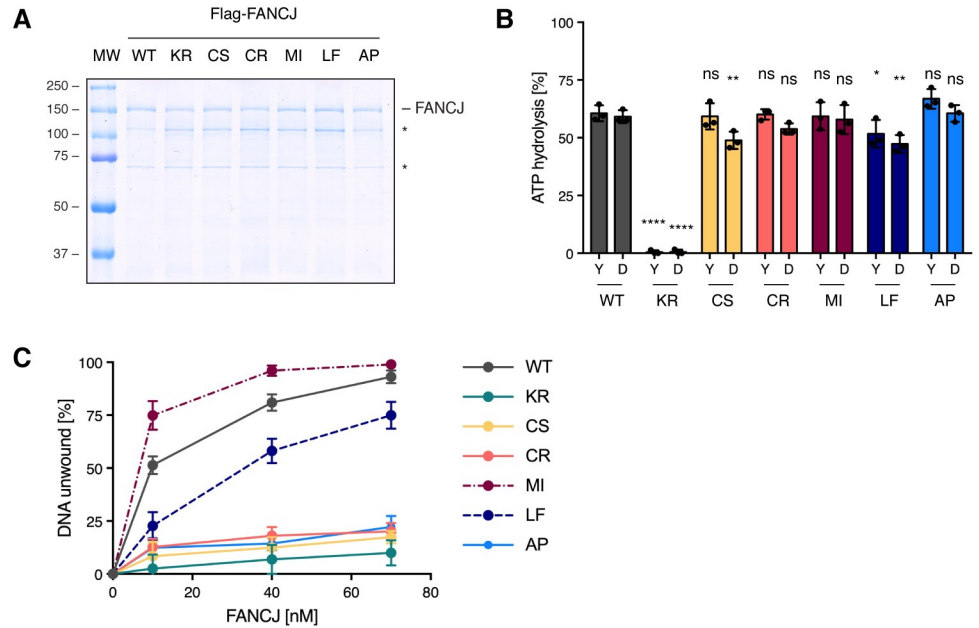 A
Flag-FANCJ
MW WT KR CS CR MI LF AP
250
150
100
75
50
37
FANCJ
*
*
B
ATP hydrolysis [%]
100
75
50
25
0
**** **** ns ** ns ns ns ns * ** ns ns
Y D Y D Y D Y D Y D Y D Y D
WT KR CS CR MI LF AP
C
DNA unwound [%]
100
75
50
25
0
0 20 40 60 80
FANCJ [nM]
WT
KR
CS
CR
MI
LF
AP